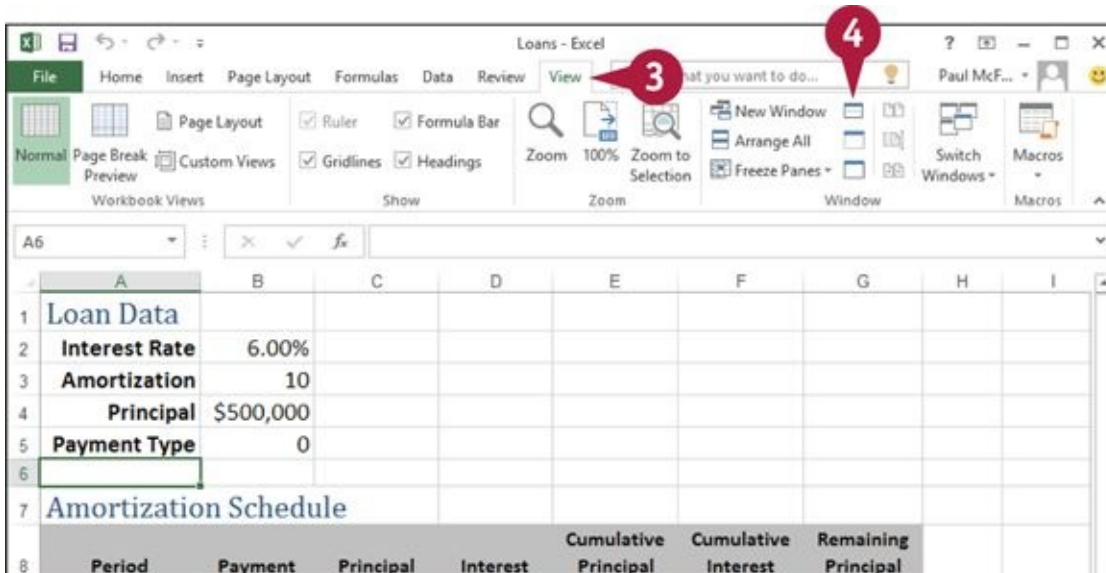 4
Loans - Excel
?
File Home Insert Page Layout Formulas Data Review View 3 hat you want to do... Paul McF...
Normal Page Break Preview Page Layout Custom Views
Workbook Views
Ruler Formula Bar
Gridlines Headings
Show
Zoom 100% Zoom to Selection
Zoom
New Window
Arrange All
Freeze Panes
Switch Windows
Window
Macros
Macros
A6 fx
A B C D E F G H I
1 Loan Data
2 Interest Rate 6.00%
3 Amortization 10
4 Principal $500,000
5 Payment Type 0
6
7 Amortization Schedule
8 Period Payment Principal Interest Cumulative Principal Cumulative Interest Remaining Principal